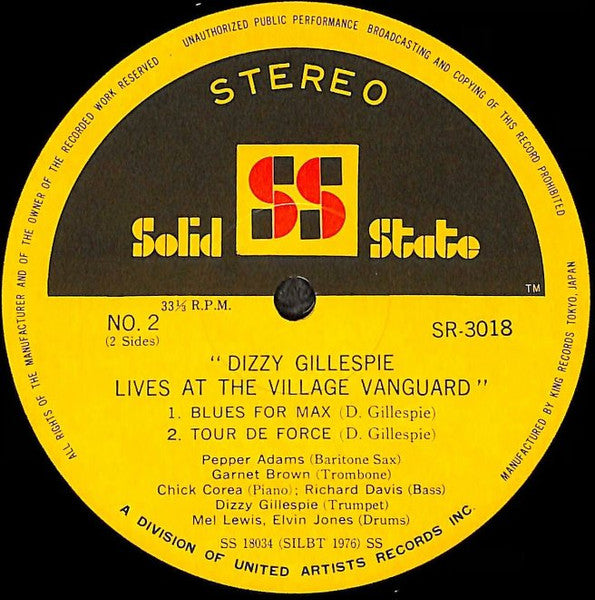 ALL RIGHTS OF THE MANUFACTURER AND OF THE OWNER OF THE RECORDED WORK RESERVED
UNAUTHORIZED PUBLIC PERFORMANCE BROADCASTING AND COPYING OF THIS RECORD PROHIBITED
STEREO
SS
Solid State
TM
33⅓ R.P.M.
NO. 2
SR-3018
(2 Sides)
"DIZZY GILLESPIE
LIVES AT THE VILLAGE VANGUARD"
1. BLUES FOR MAX (D. Gillespie)
2. TOUR DE FORCE (D. Gillespie)
Pepper Adams (Baritone Sax)
Garnet Brown (Trombone)
Chick Corea (Piano); Richard Davis (Bass)
Dizzy Gillespie (Trumpet)
Mel Lewis, Elvin Jones (Drums)
SS 18034 (SILBT 1976) SS
A DIVISION OF UNITED ARTISTS RECORDS INC.
MANUFACTURED BY KING RECORDS TOKYO, JAPAN